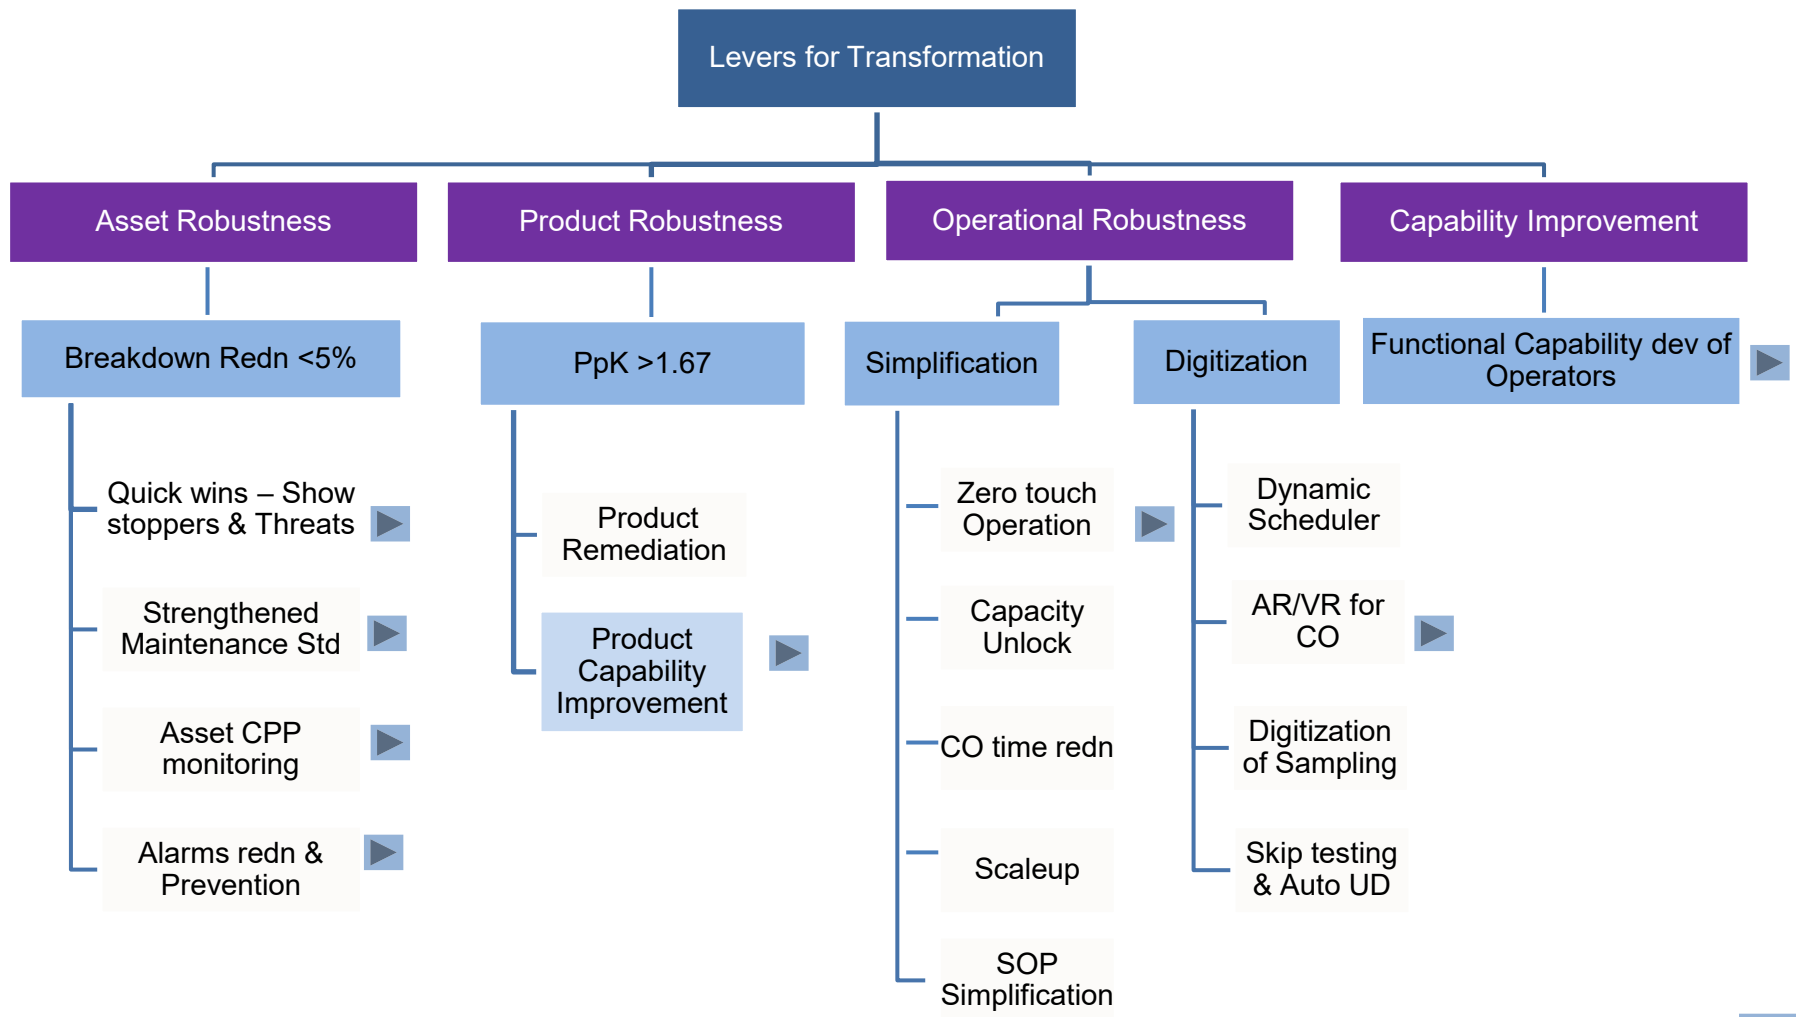 Levers for Transformation
Asset Robustness
Product Robustness
Operational Robustness
Capability Improvement
Breakdown Redn <5%
PpK >1.67
Simplification
Digitization
Functional Capability dev of
Operators
Quick wins – Show
stoppers & Threats
Strengthened
Maintenance Std
Asset CPP
monitoring
Alarms redn &
Prevention
Product
Remediation
Product
Capability
Improvement
Zero touch
Operation
Capacity
Unlock
CO time redn
Scaleup
SOP
Simplification
Dynamic
Scheduler
AR/VR for
CO
Digitization
of Sampling
Skip testing
& Auto UD